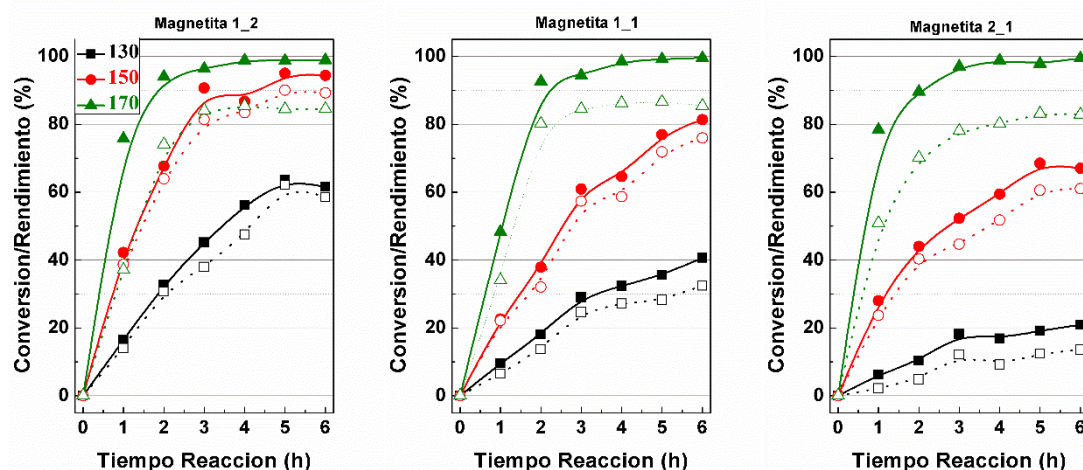 Magnetita 1_2
Magnetita 1_1
Magnetita 2_1
130
150
170
Conversion/Rendimiento (%)
100
80
60
40
20
0
0 1 2 3 4 5 6
Tiempo Reaccion (h)
Conversion/Rendimiento (%)
100
80
60
40
20
0
0 1 2 3 4 5 6
Tiempo Reaccion (h)
Conversion/Rendimiento (%)
100
80
60
40
20
0
0 1 2 3 4 5 6
Tiempo Reaccion (h)